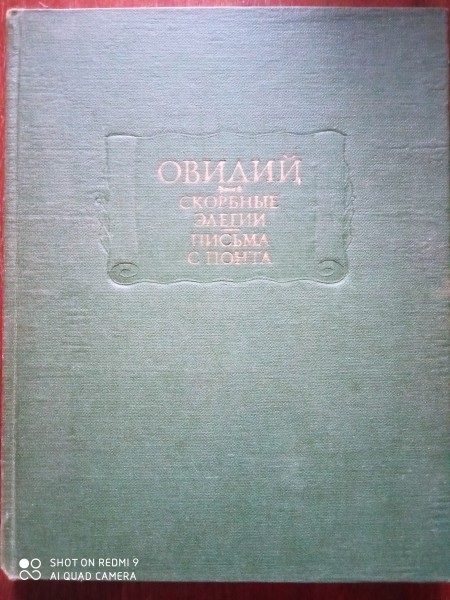 ОВИДИЙ
СКОРБНЫЕ
ЭЛЕГИИ
ПИСЬМА
С ПОНТА
SHOT ON REDMI 9
AI QUAD CAMERA